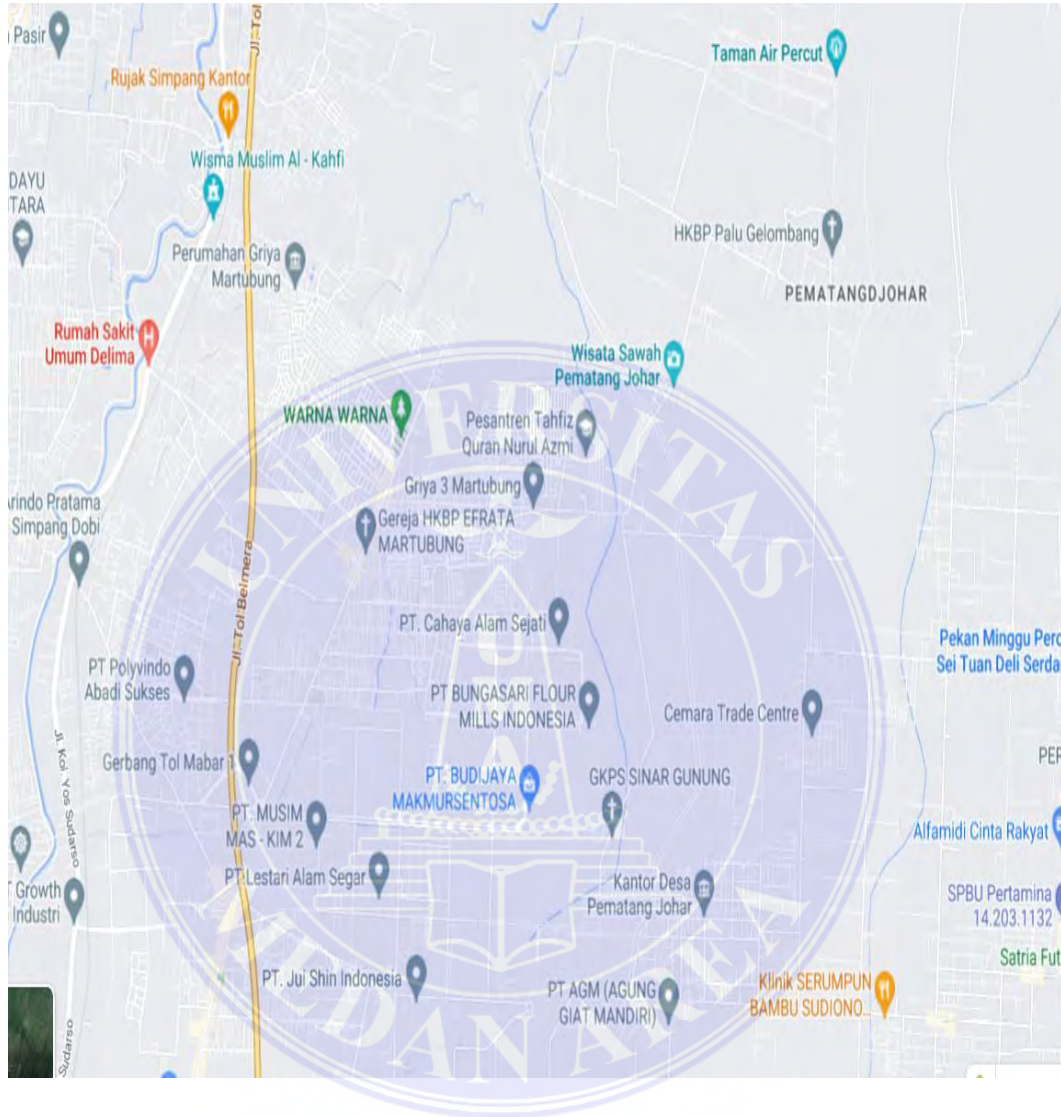 Pasir
Jl. Tol
Taman Air Percut
Rujak Simpang Kantor
Wisma Muslim Al - Kahfi
DAYU
TARA
HKBP Palu Gelombang
Perumahan Griya
Martubung
PEMATANGDJOHAR
Rumah Sakit
Umum Delima
Wisata Sawah
Pematang Johar
WARNA WARNA
Pesantren Tahfiz
Quran Nurul Azmi
Griya 3 Martubung
rindo Pratama
Simpang Dobi
Gereja HKBP EFRATA
MARTUBUNG
Jl. Tol Belmera
PT. Cahaya Alam Sejati
Pekan Minggu Perc
Sei Tuan Deli Serda
PT Polyvindo
Abadi Sukses
PT BUNGASARI FLOUR
MILLS INDONESIA
Cemara Trade Centre
Jl. Kol. Yos Sudarso
Gerbang Tol Mabar 1
PER
PT. BUDIJAYA
MAKMURSENTOSA
GKPS SINAR GUNUNG
PT. MUSIM
MAS - KIM 2
Alfamidi Cinta Rakyat
Growth
Industri
PT.Lestari Alam Segar
Kantor Desa
Pematang Johar
SPBU Pertamina
14.203.1132
Satria Fut
PT. Jui Shin Indonesia
PT AGM (AGUNG
GIAT MANDIRI)
Klinik SERUMPUN
BAMBU SUDIONO...
Sudarso
UNIVERSITAS
UMA
MEDAN AREA